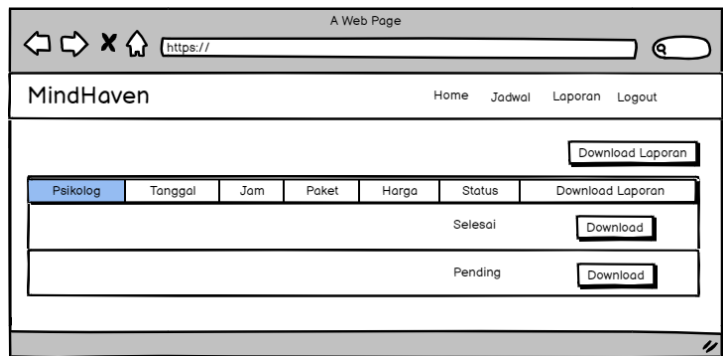 A Web Page
https://
MindHaven
Home Jadwal Laporan Logout
Download Laporan
Psikolog Tanggal Jam Paket Harga Status Download Laporan
Selesai Download
Pending Download